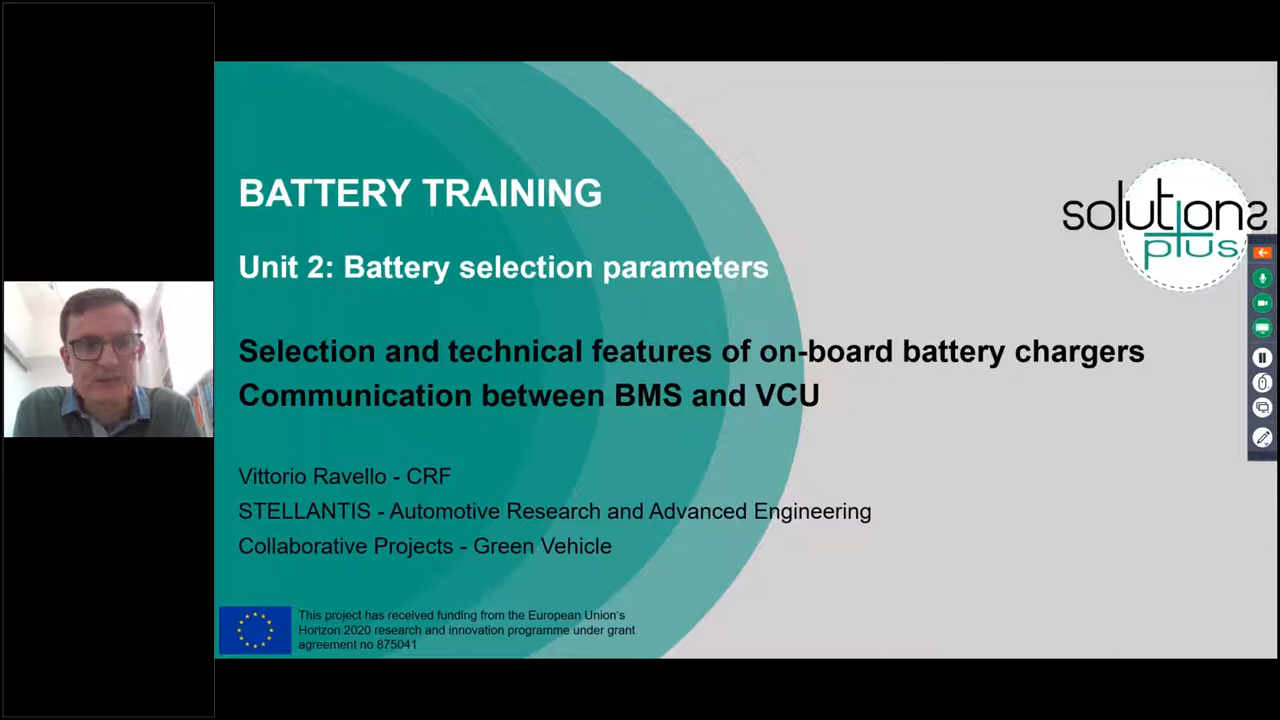 BATTERY TRAINING
Unit 2: Battery selection parameters
Selection and technical features of on-board battery chargers
Communication between BMS and VCU
Vittorio Ravello - CRF
STELLANTIS - Automotive Research and Advanced Engineering
Collaborative Projects - Green Vehicle
This project has received funding from the European Union's
Horizon 2020 research and innovation programme under grant
agreement no 875041
solutions
plus